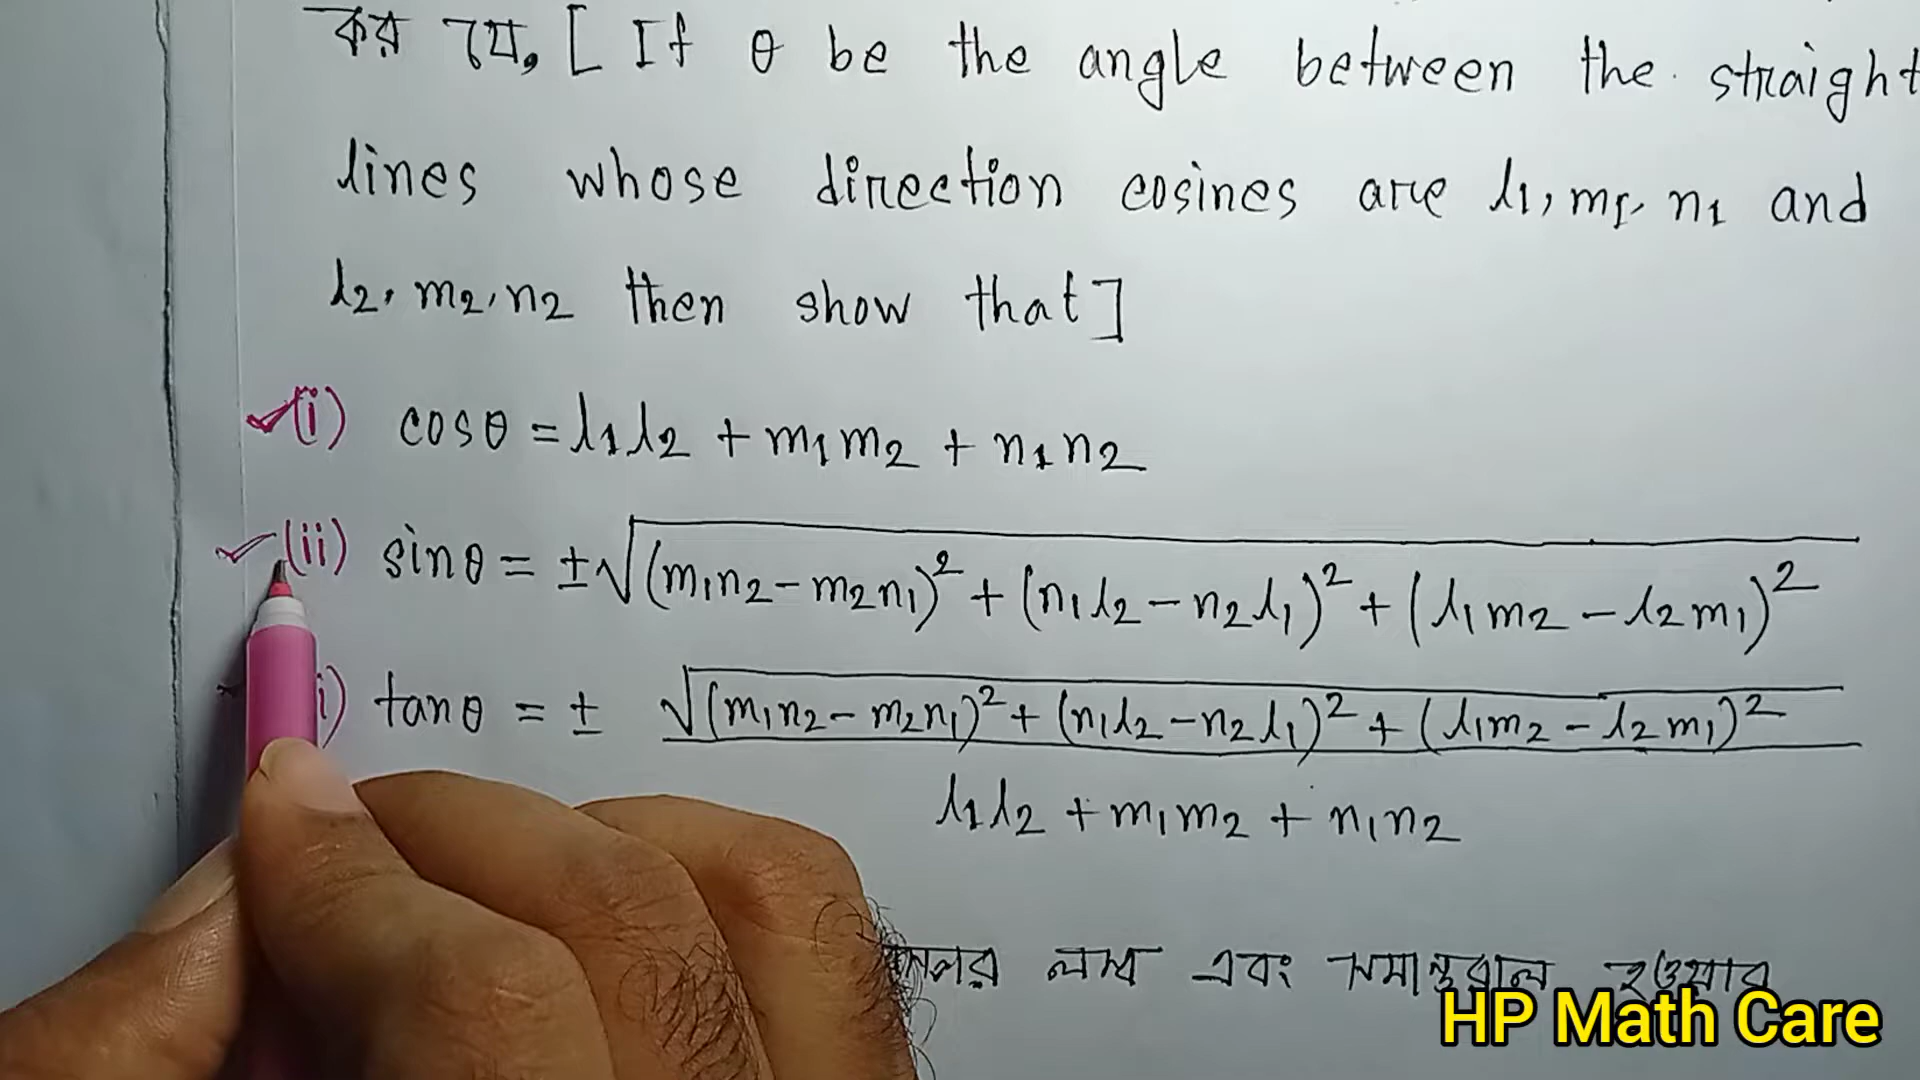 কর যে, [ If θ be the angle between the straight
lines whose direction cosines are l₁, m₁, n₁ and
l₂, m₂, n₂ then show that ]
(i) cosθ = l₁l₂ + m₁m₂ + n₁n₂
(ii) sinθ = ±√(m₁n₂ − m₂n₁)² + (n₁l₂ − n₂l₁)² + (l₁m₂ − l₂m₁)²
i) tanθ = ± √(m₁n₂ − m₂n₁)² + (n₁l₂ − n₂l₁)² + (l₁m₂ − l₂m₁)²
l₁l₂ + m₁m₂ + n₁n₂
লম্ব এবং সমান্তরাল হওয়ার
HP Math Care